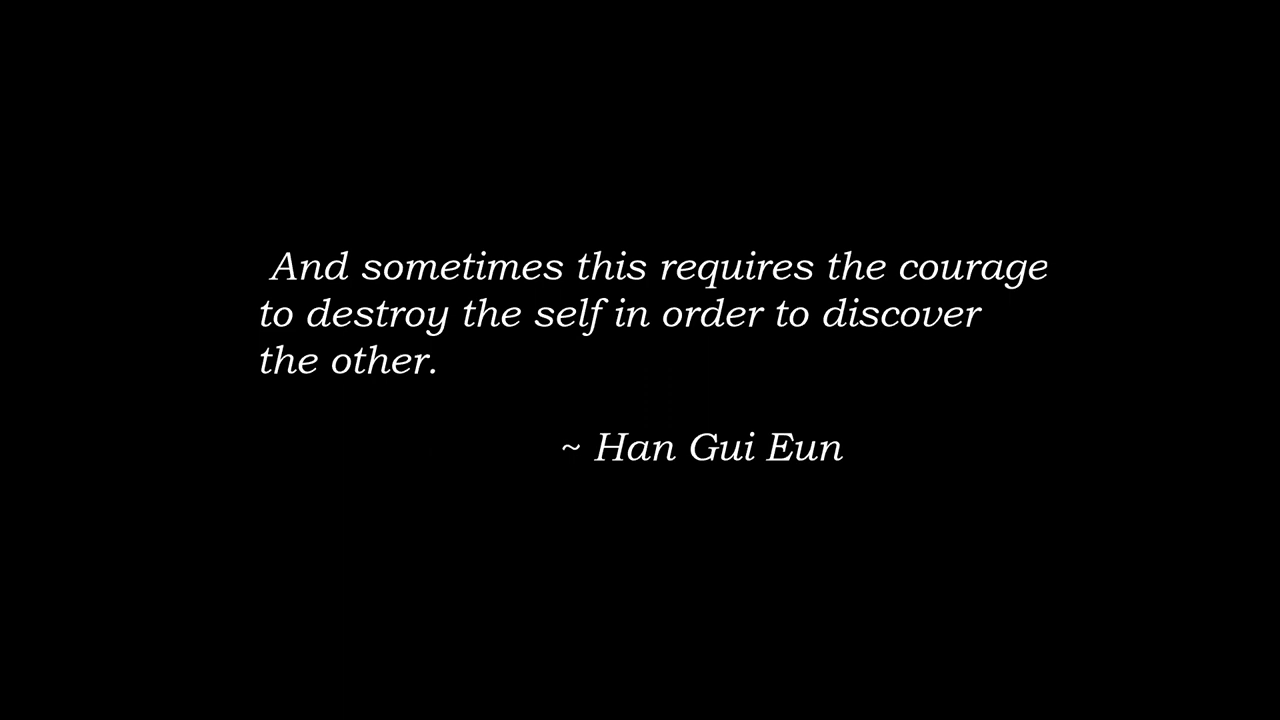 And sometimes this requires the courage
to destroy the self in order to discover
the other.
~ Han Gui Eun